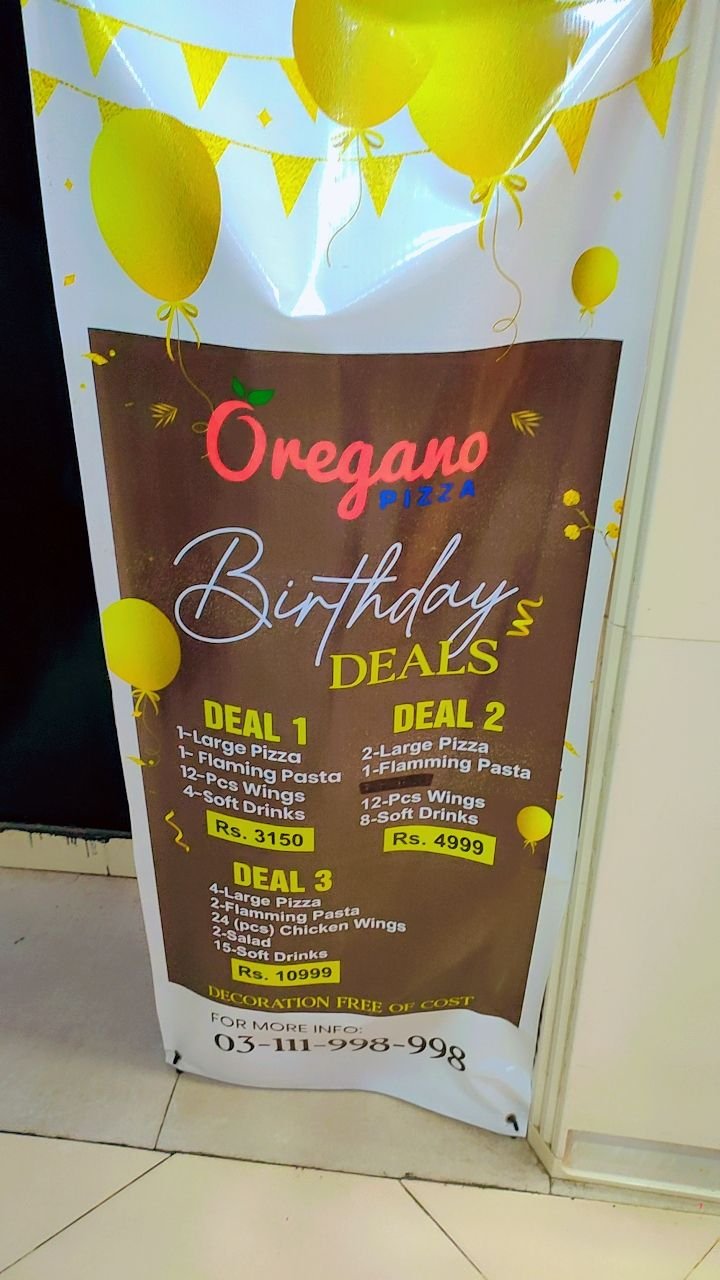 Oregano
PIZZA
Birthday
DEALS
DEAL 1
1-Large Pizza
1- Flaming Pasta
12-Pcs Wings
4-Soft Drinks
Rs. 3150
DEAL 2
2-Large Pizza
1-Flamming Pasta
12-Pcs Wings
8-Soft Drinks
Rs. 4999
DEAL 3
4-Large Pizza
2-Flamming Pasta
24 (pcs) Chicken Wings
2-Salad
15-Soft Drinks
Rs. 10999
DECORATION FREE OF COST
FOR MORE INFO:
03-111-998-998